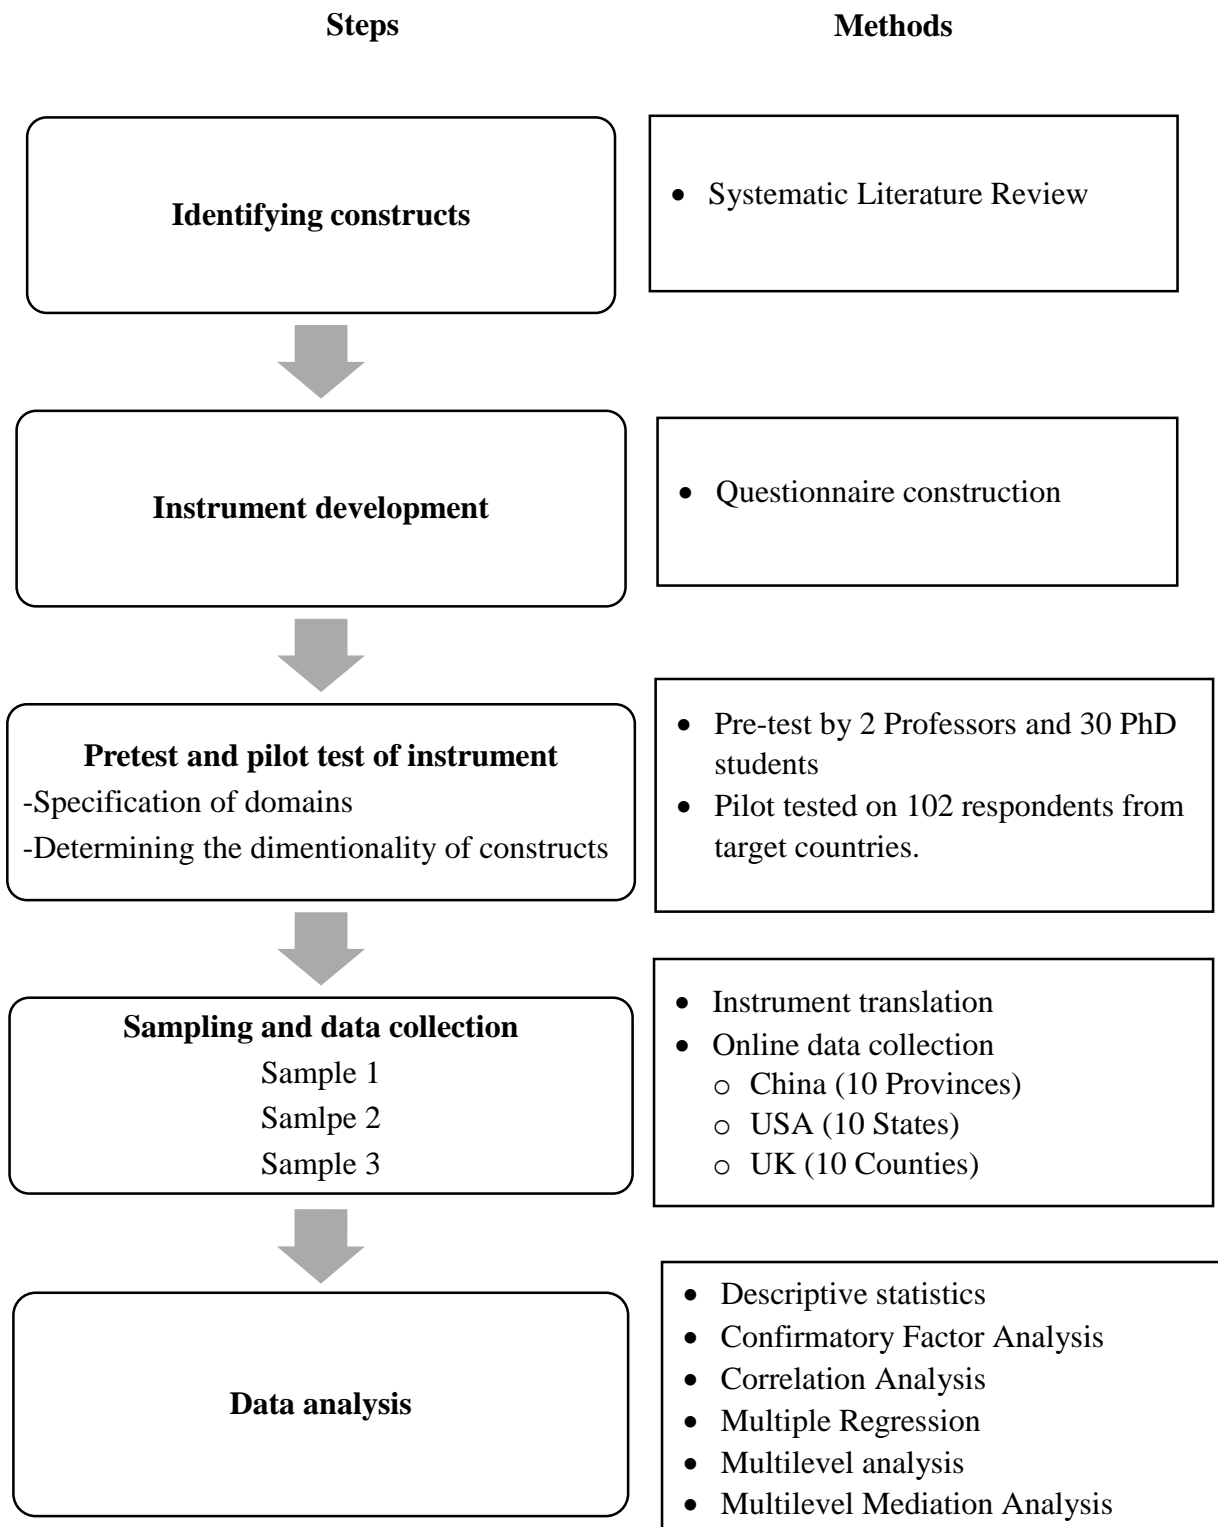 Steps
Methods
Identifying constructs
• Systematic Literature Review
Instrument development
• Questionnaire construction
Pretest and pilot test of instrument
-Specification of domains
-Determining the dimentionality of constructs
• Pre-test by 2 Professors and 30 PhD
students
• Pilot tested on 102 respondents from
target countries.
Sampling and data collection
Sample 1
Samlpe 2
Sample 3
• Instrument translation
• Online data collection
o China (10 Provinces)
o USA (10 States)
o UK (10 Counties)
Data analysis
• Descriptive statistics
• Confirmatory Factor Analysis
• Correlation Analysis
• Multiple Regression
• Multilevel analysis
• Multilevel Mediation Analysis